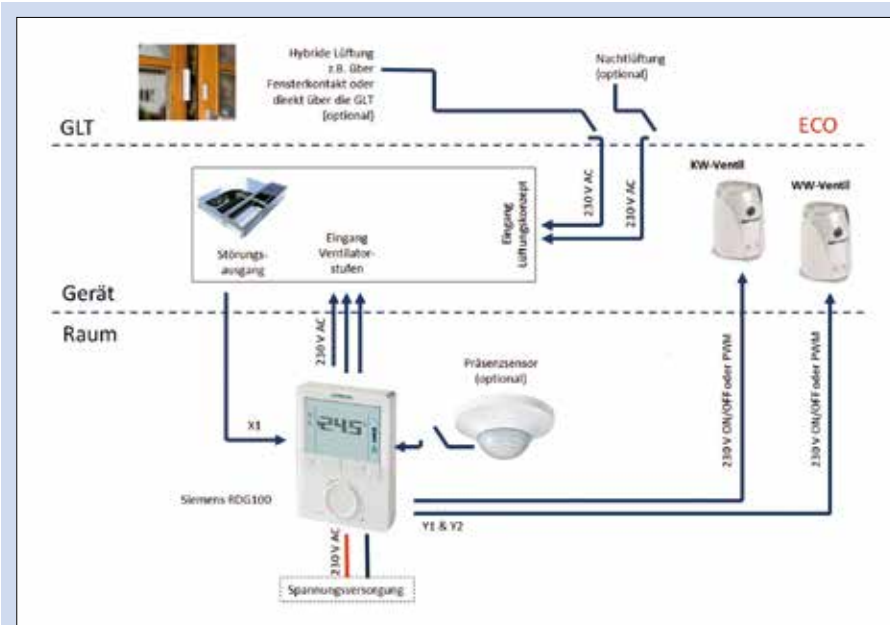 Hybride Lüftung
z.B. über
Fensterkontakt oder
direkt über die GLT
(optional)
Nachtlüftung
(optional)
GLT
ECO
KW-Ventil
WW-Ventil
230 V AC
230 V AC
Eingang
Lüftungskonzept
Störungs-
ausgang
Eingang
Ventilator-
stufen
Gerät
Raum
230 V AC
Präsenzsensor
(optional)
X1
24.5
230 V ON/OFF oder PWM
230 V ON/OFF oder PWM
Siemens RDG100
Y1 & Y2
230 V AC
Spannungsversorgung